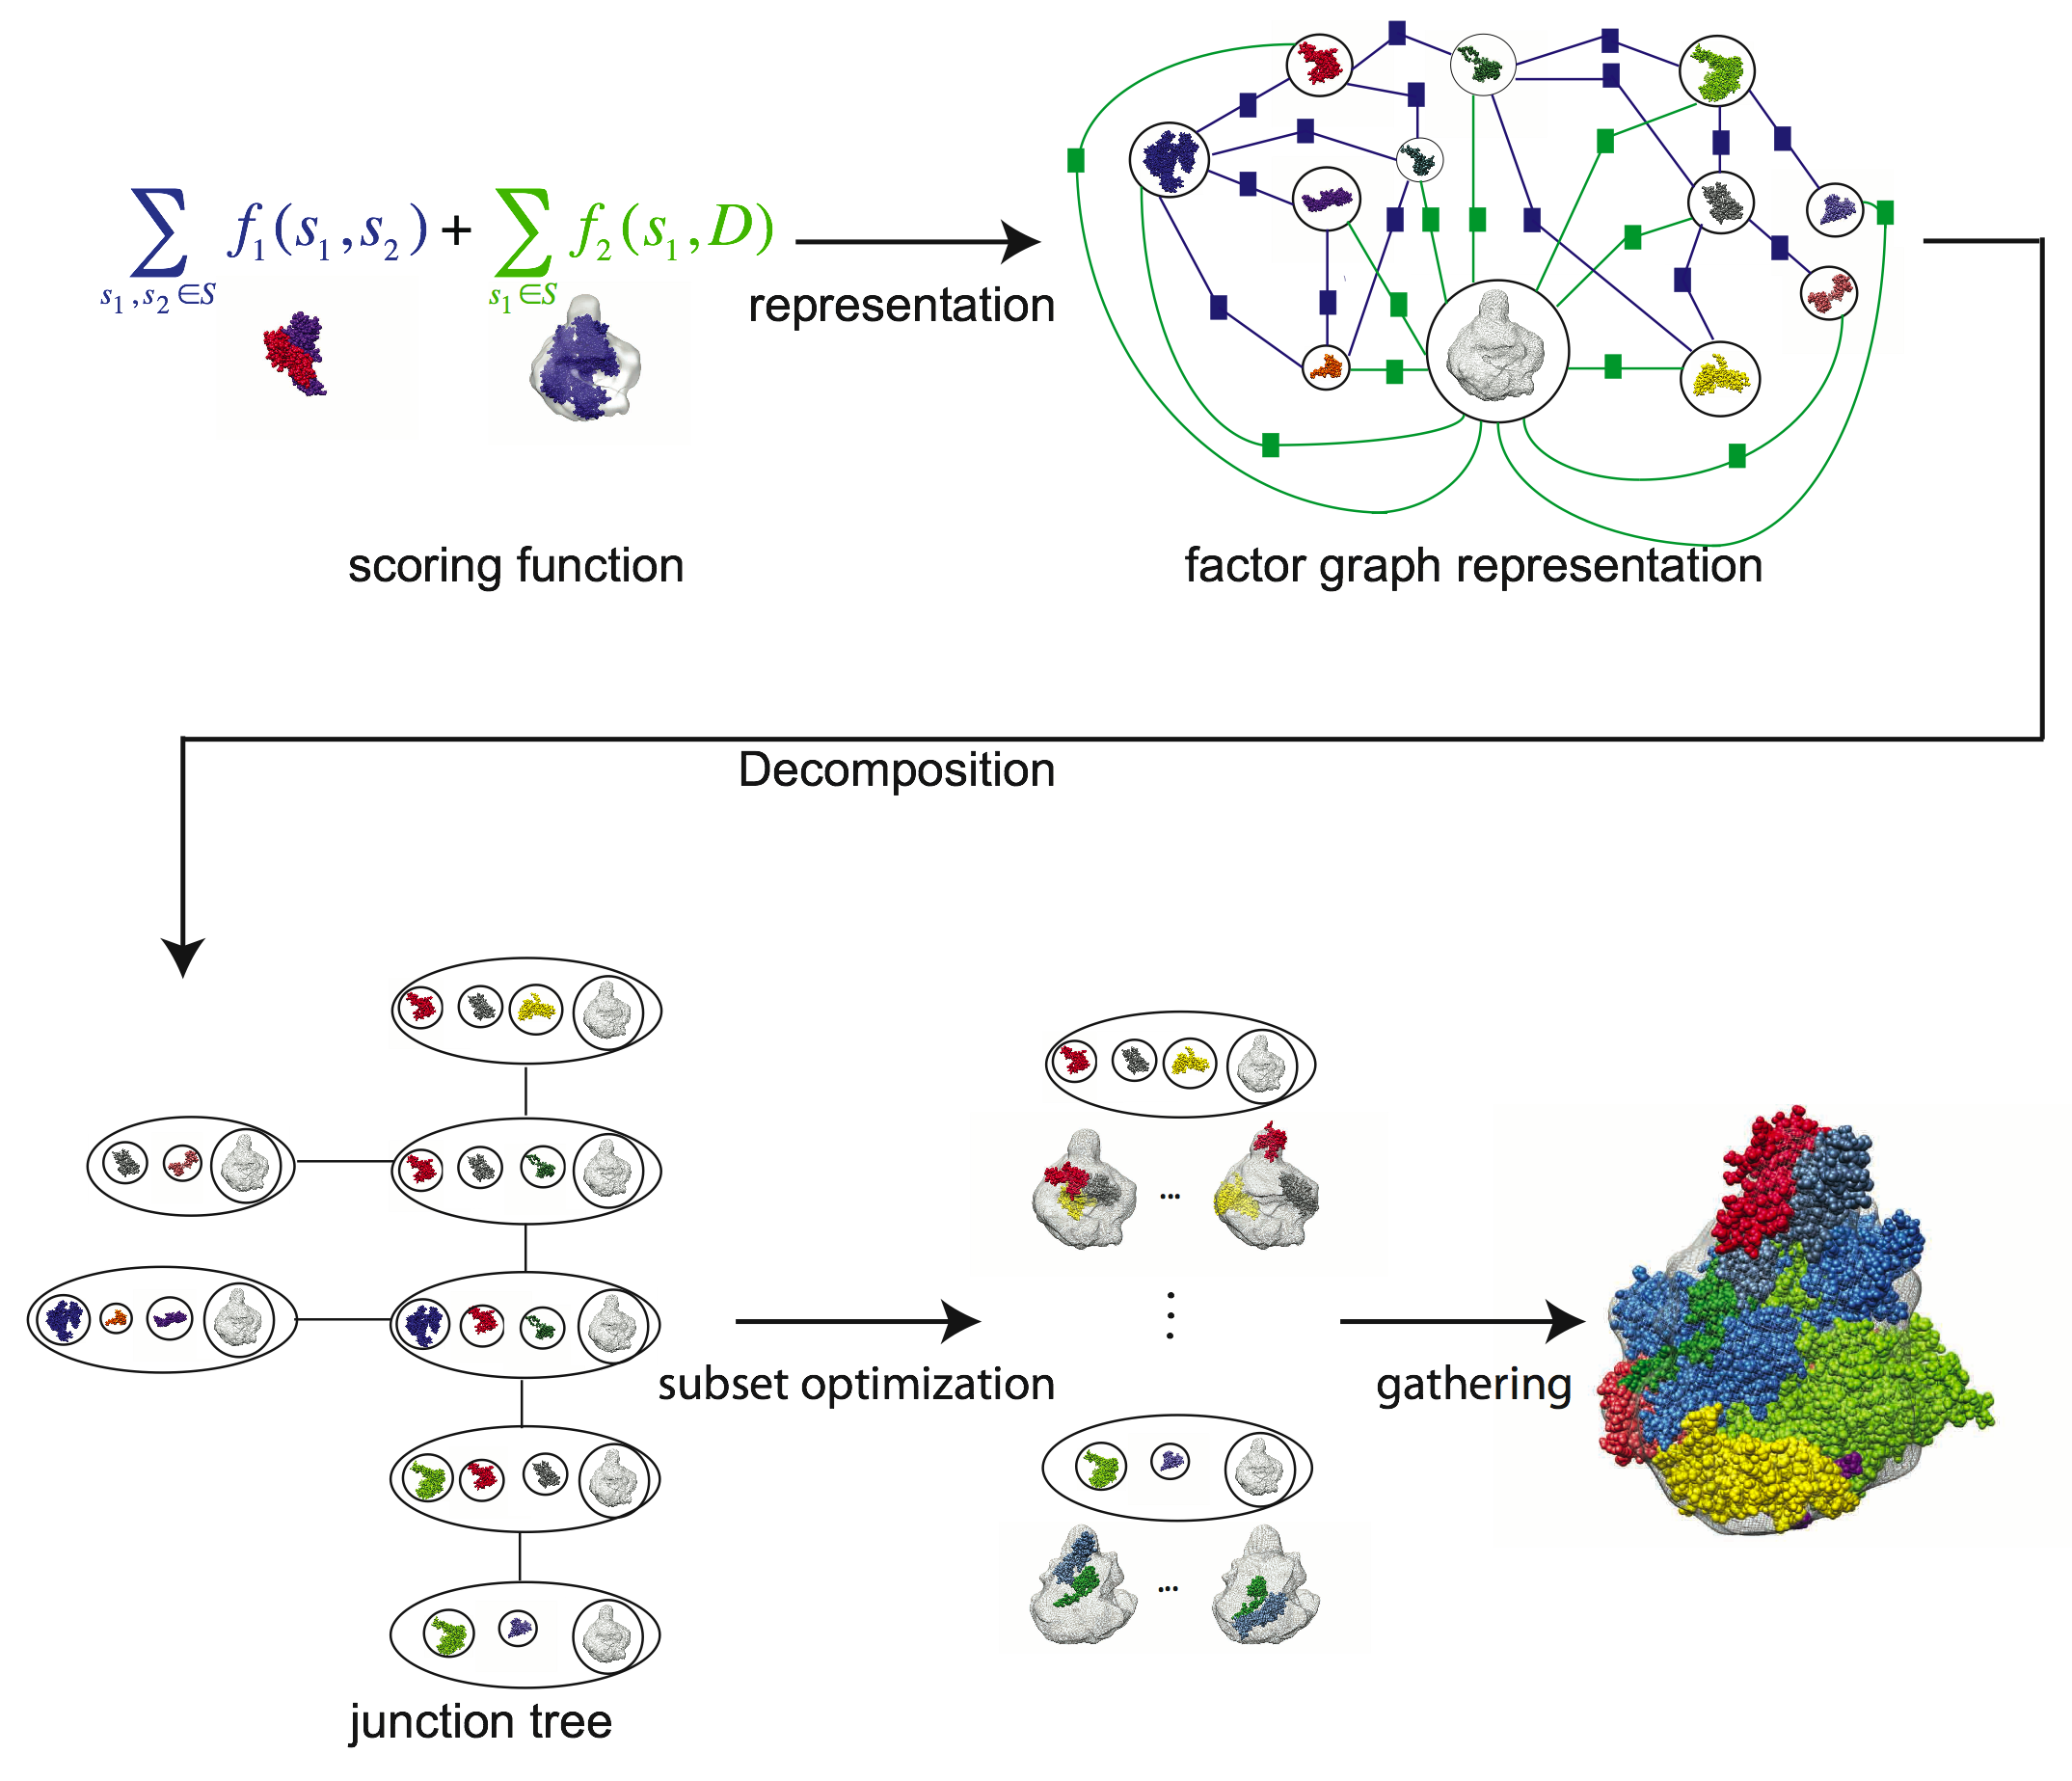 ∑ f₁(s₁,s₂) + ∑ f₂(s₁,D)
s₁,s₂∈S s₁∈S
representation
scoring function
factor graph representation
Decomposition
...
subset optimization
gathering
...
junction tree